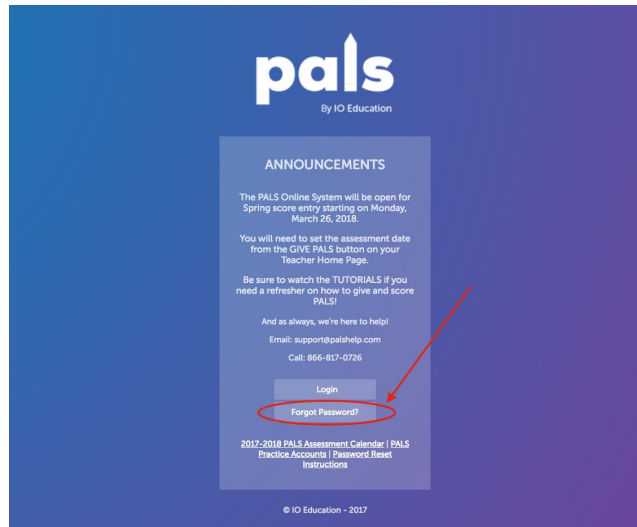 pals
By IO Education
ANNOUNCEMENTS
The PALS Online System will be open for
Spring score entry starting on Monday,
March 26, 2018.
You will need to set the assessment date
from the GIVE PALS button on your
Teacher Home Page.
Be sure to watch the TUTORIALS if you
need a refresher on how to give and score
PALS!
And as always, we're here to help!
Email: support@palshelp.com
Call: 866-817-0726
Login
Forgot Password?
2017-2018 PALS Assessment Calendar | PALS
Practice Accounts | Password Reset
Instructions
© IO Education - 2017